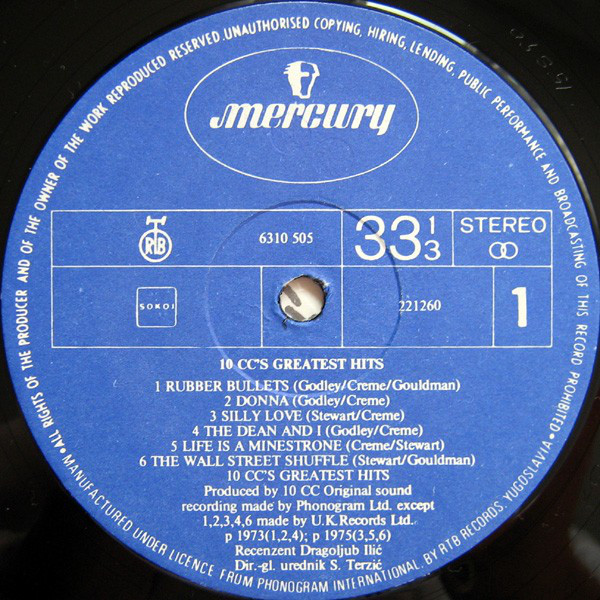 •ALL RIGHTS OF THE PRODUCER AND OF THE OWNER OF THE WORK REPRODUCED RESERVED. UNAUTHORISED COPYING, HIRING, LENDING, PUBLIC PERFORMANCE AND BROADCASTING OF THIS RECORD PROHIBITED•
mercury
RTB
6310 505
33 1/3
STEREO
SOKOJ
221260
1
10 CC'S GREATEST HITS
1 RUBBER BULLETS (Godley/Creme/Gouldman)
2 DONNA (Godley/Creme)
3 SILLY LOVE (Stewart/Creme)
4 THE DEAN AND I (Godley/Creme)
5 LIFE IS A MINESTRONE (Creme/Stewart)
6 THE WALL STREET SHUFFLE (Stewart/Gouldman)
10 CC'S GREATEST HITS
Produced by 10 CC Original sound
recording made by Phonogram Ltd. except
1,2,3,4,6 made by U.K.Records Ltd.
p 1973(1,2,4); p 1975(3,5,6)
Recenzent Dragoljub Ilić
Dir.-gl. urednik S. Terzić
MANUFACTURED UNDER LICENCE FRUM PHONOGRAM INTERNATIONAL, BY RTB RECORDS, YUGOSLAVIA•